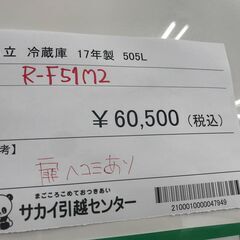 立 冷蔵庫 17年製 505L
R-F51M2
¥60,500(税込)
考】
扉へコミあり
まごころこめておつきあい
サカイ引越センター
2100010000047949